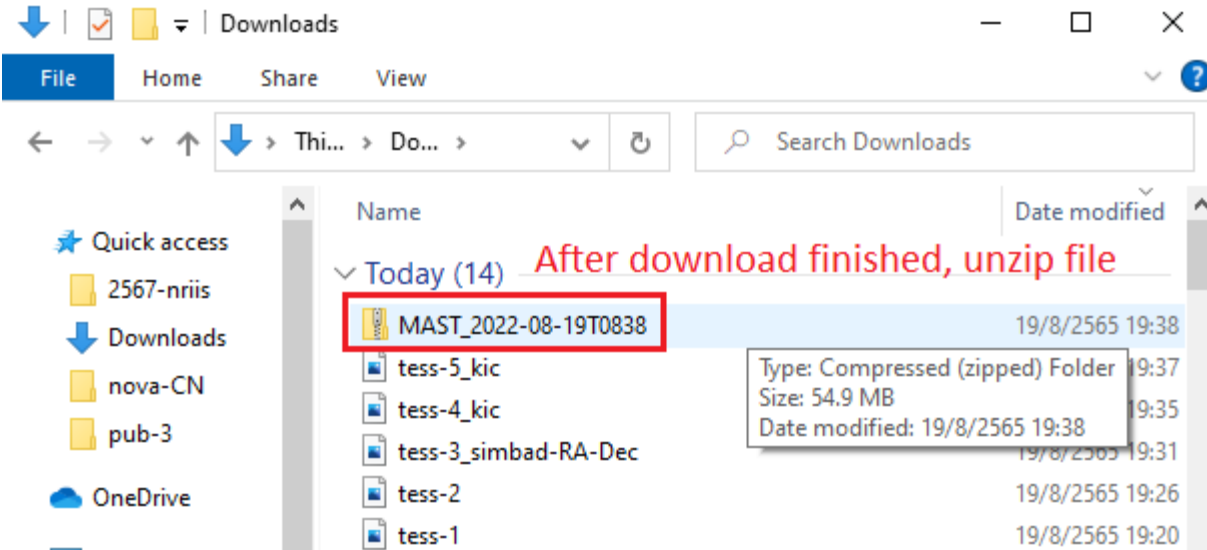 Downloads
File Home Share View
?
Thi... Do... Search Downloads
Name Date modified
Quick access
2567-nriis
Downloads
nova-CN
pub-3
OneDrive
After download finished, unzip file
Today (14)
MAST_2022-08-19T0838 19/8/2565 19:38
tess-5_kic 19:37
tess-4_kic 19:35
tess-3_simbad-RA-Dec 19/8/2565 19:31
tess-2 19/8/2565 19:26
tess-1 19/8/2565 19:20
Type: Compressed (zipped) Folder
Size: 54.9 MB
Date modified: 19/8/2565 19:38